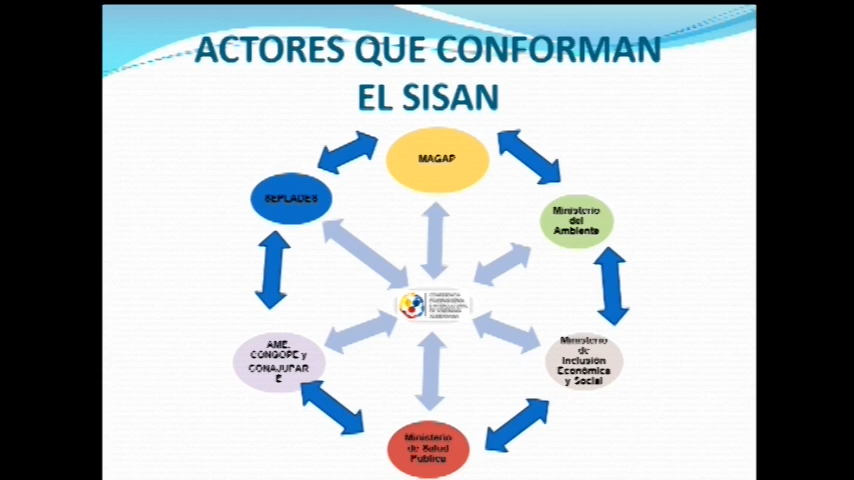 ACTORES QUE CONFORMAN
EL SISAN
MAGAP
SEPLADES
Ministerio
del
Ambiente
AME,
CONGOPE y
CONAJUPAR
E
Ministerio
de
Inclusión
Económica
y Social
Ministerio
de Salud
Pública